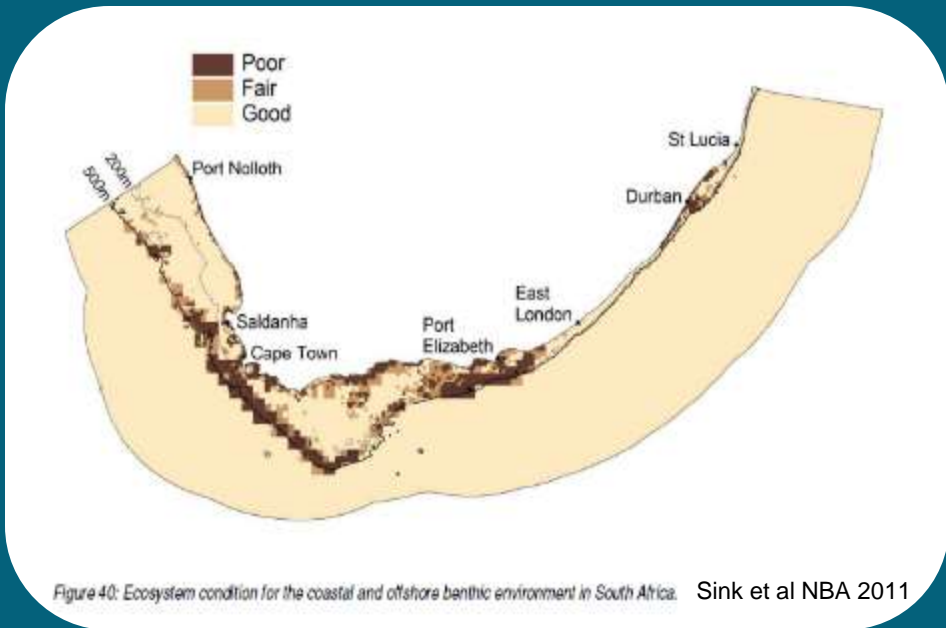 Poor
Fair
Good
200m
500m
Port Nolloth
St Lucia
Durban
East
London
Saldanha
Port
Elizabeth
Cape Town
Figure 40: Ecosystem condition for the coastal and offshore benthic environment in South Africa. Sink et al NBA 2011